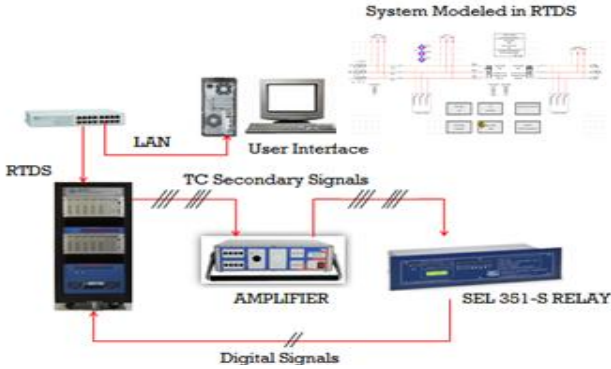 System Modeled in RTDS
LAN
User Interface
RTDS
TC Secondary Signals
AMPLIFIER
SEL 351-S RELAY
Digital Signals